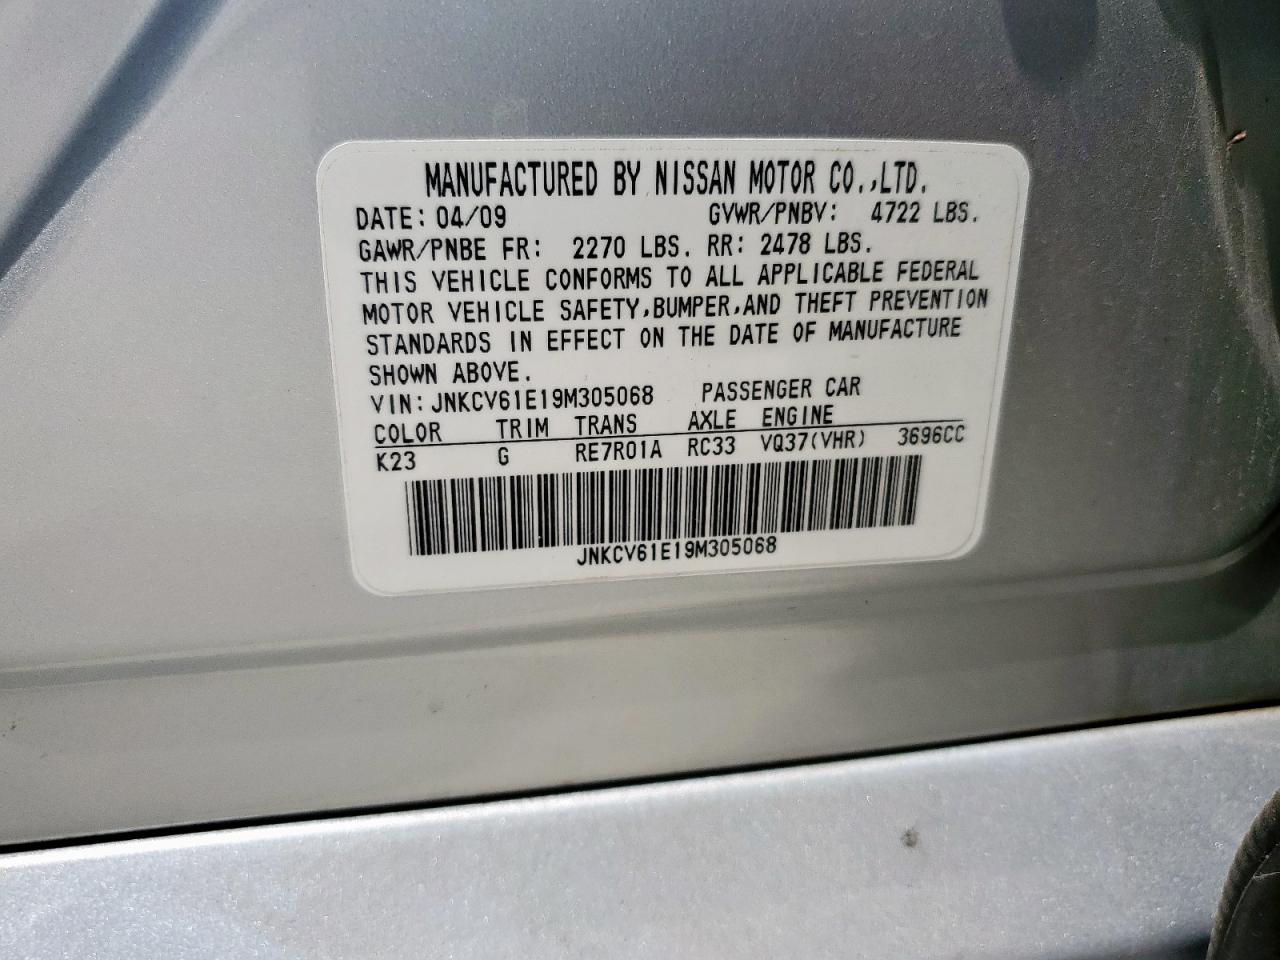 MANUFACTURED BY NISSAN MOTOR CO.,LTD.
DATE: 04/09 GVWR/PNBV: 4722 LBS.
GAWR/PNBE FR: 2270 LBS. RR: 2478 LBS.
THIS VEHICLE CONFORMS TO ALL APPLICABLE FEDERAL
MOTOR VEHICLE SAFETY,BUMPER,AND THEFT PREVENTION
STANDARDS IN EFFECT ON THE DATE OF MANUFACTURE
SHOWN ABOVE.
VIN: JNKCV61E19M305068 PASSENGER CAR
COLOR TRIM TRANS AXLE ENGINE
K23 G RE7R01A RC33 VQ37(VHR) 3696CC
JNKCV61E19M305068